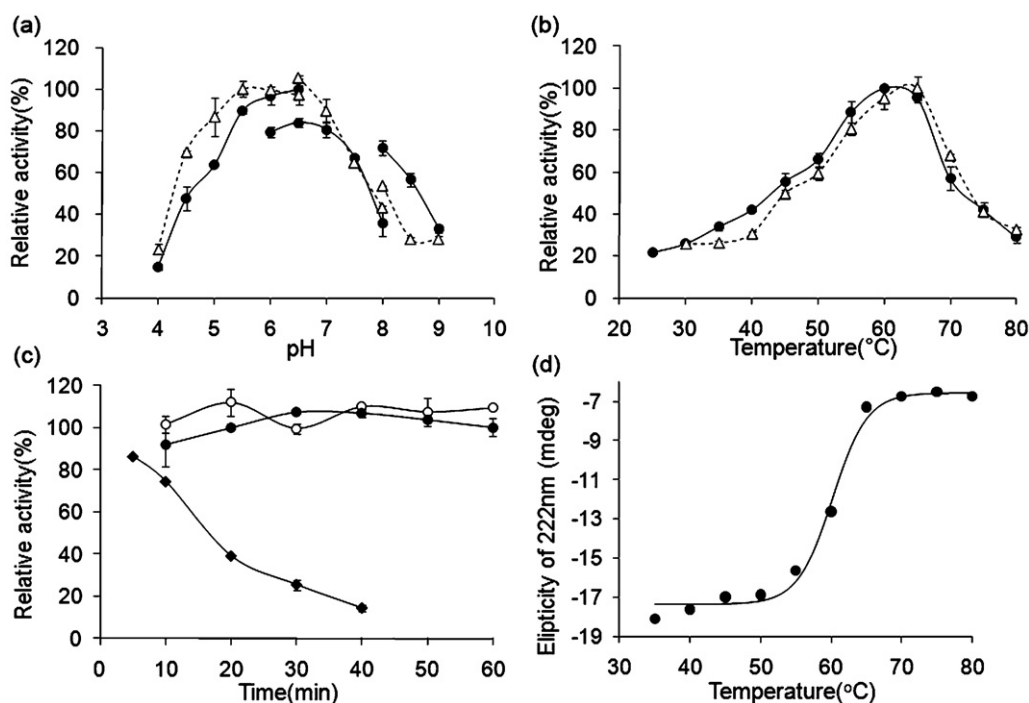 (a)
Relative activity(%)
120
100
80
60
40
20
0
3 4 5 6 7 8 9 10
pH
(b)
Relative activity(%)
120
100
80
60
40
20
0
20 30 40 50 60 70 80
Temperature(°C)
(c)
Relative activity(%)
120
100
80
60
40
20
0
0 10 20 30 40 50 60
Time(min)
(d)
Elipticity of 222nm (mdeg)
-7
-9
-11
-13
-15
-17
-19
30 40 50 60 70 80
Temperature(°C)